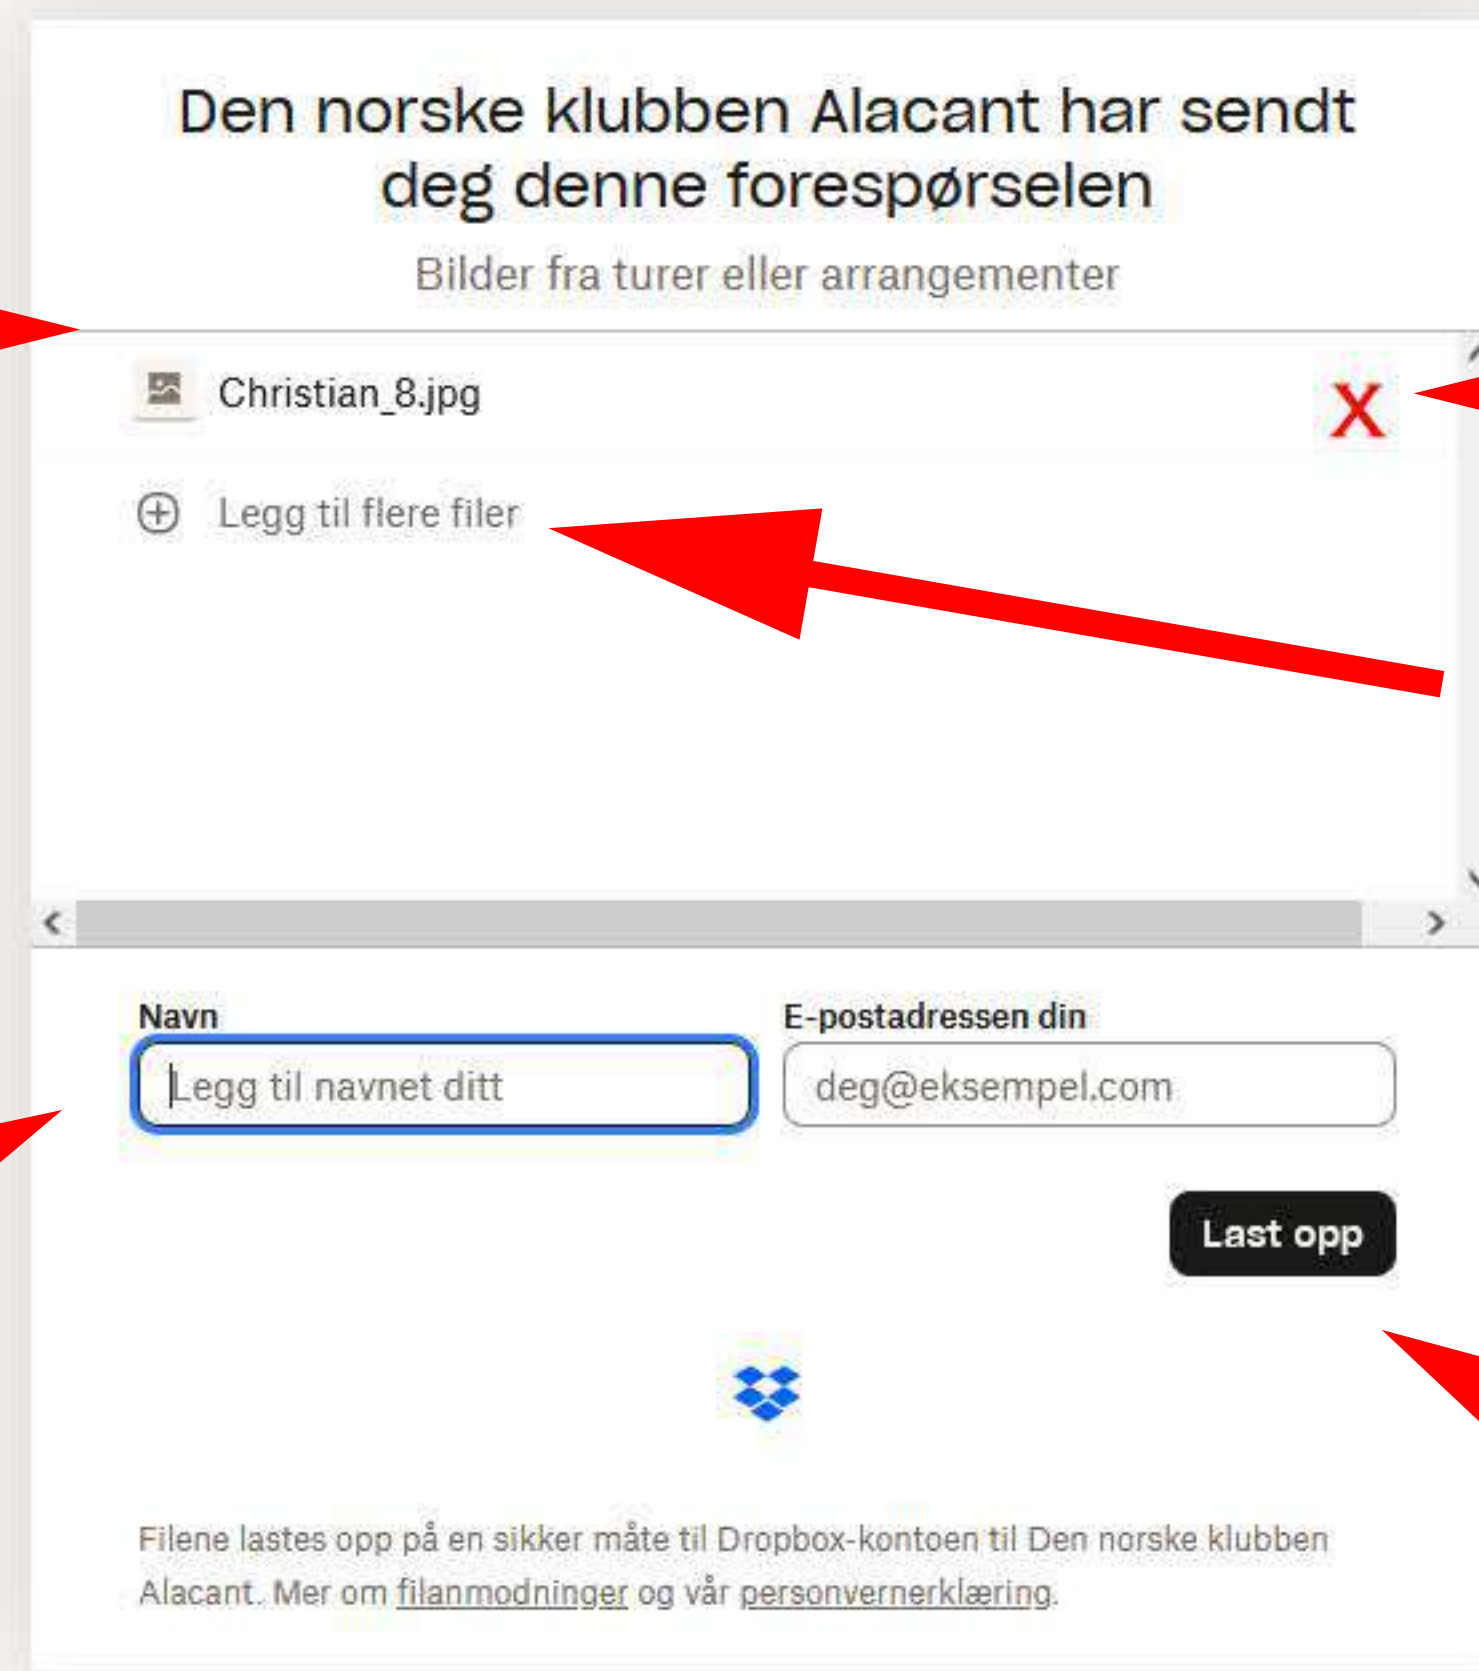 Den norske klubben Alacant har sendt
deg denne forespørselen
Bilder fra turer eller arrangementer
Christian_8.jpg
X
Legg til flere filer
Navn
E-postadressen din
Legg til navnet ditt
deg@eksempel.com
Last opp
Filene lastes opp på en sikker måte til Dropbox-kontoen til Den norske klubben
Alacant. Mer om filanmodninger og vår personvernerklæring.